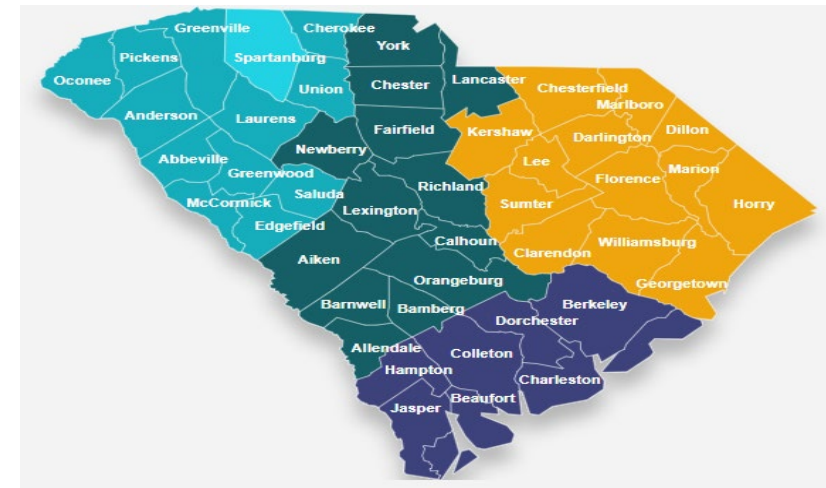 Greenville
Cherokee
York
Pickens
Spartanburg
Oconee
Union
Chester
Lancaster
Chesterfield
Marlboro
Anderson
Laurens
Fairfield
Kershaw
Darlington
Dillon
Newberry
Abbeville
Greenwood
Lee
Marion
Saluda
Richland
Florence
McCormick
Lexington
Sumter
Horry
Edgefield
Calhoun
Williamsburg
Clarendon
Aiken
Orangeburg
Georgetown
Barnwell
Bamberg
Berkeley
Dorchester
Allendale
Colleton
Hampton
Charleston
Beaufort
Jasper